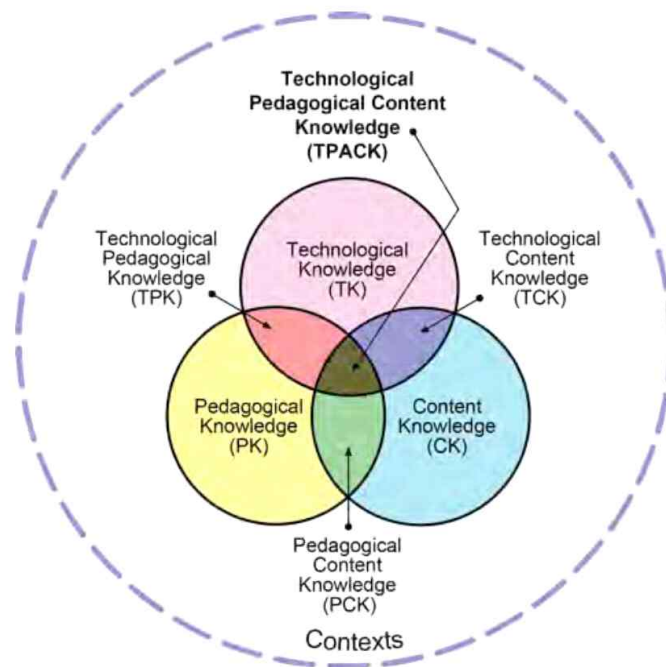 Technological
Pedagogical Content
Knowledge
(TPACK)
Technological
Pedagogical
Knowledge
(TPK)
Technological
Knowledge
(TK)
Technological
Content
Knowledge
(TCK)
Pedagogical
Knowledge
(PK)
Content
Knowledge
(CK)
Pedagogical
Content
Knowledge
(PCK)
Contexts